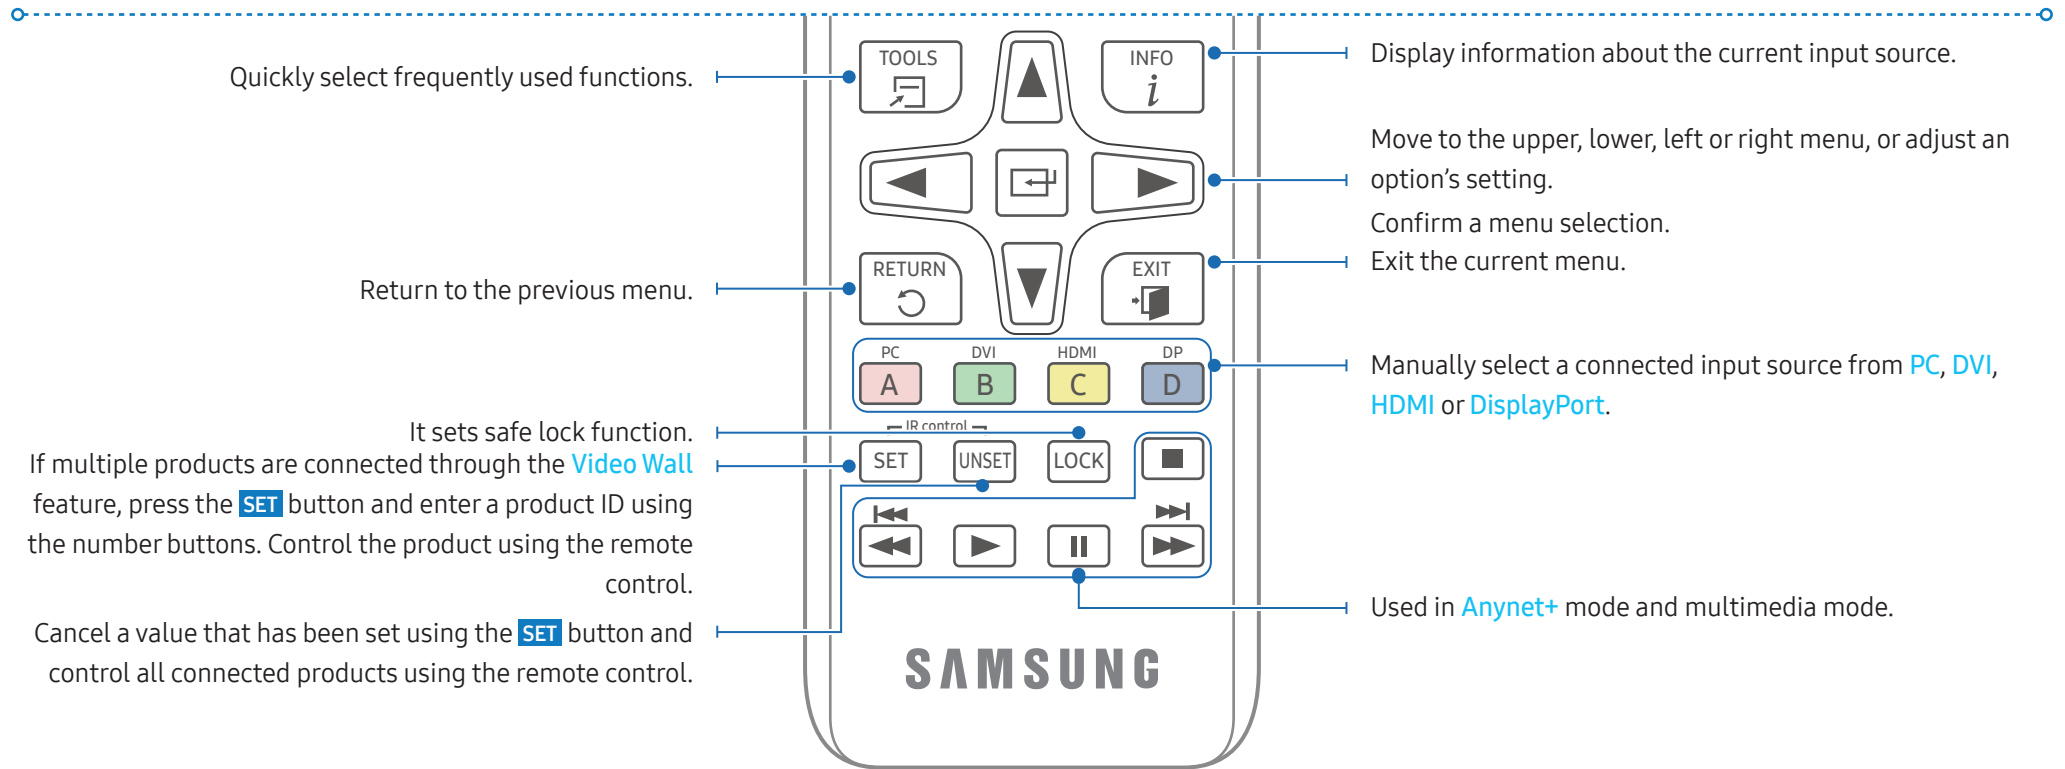 Quickly select frequently used functions.
Return to the previous menu.
It sets safe lock function.
If multiple products are connected through the Video Wall
feature, press the SET button and enter a product ID using
the number buttons. Control the product using the remote
control.
Cancel a value that has been set using the SET button and
control all connected products using the remote control.
TOOLS
INFO
i
RETURN
EXIT
PC DVI HDMI DP
A B C D
IR control
SET UNSET LOCK
SAMSUNG
Display information about the current input source.
Move to the upper, lower, left or right menu, or adjust an
option’s setting.
Confirm a menu selection.
Exit the current menu.
Manually select a connected input source from PC, DVI,
HDMI or DisplayPort.
Used in Anynet+ mode and multimedia mode.